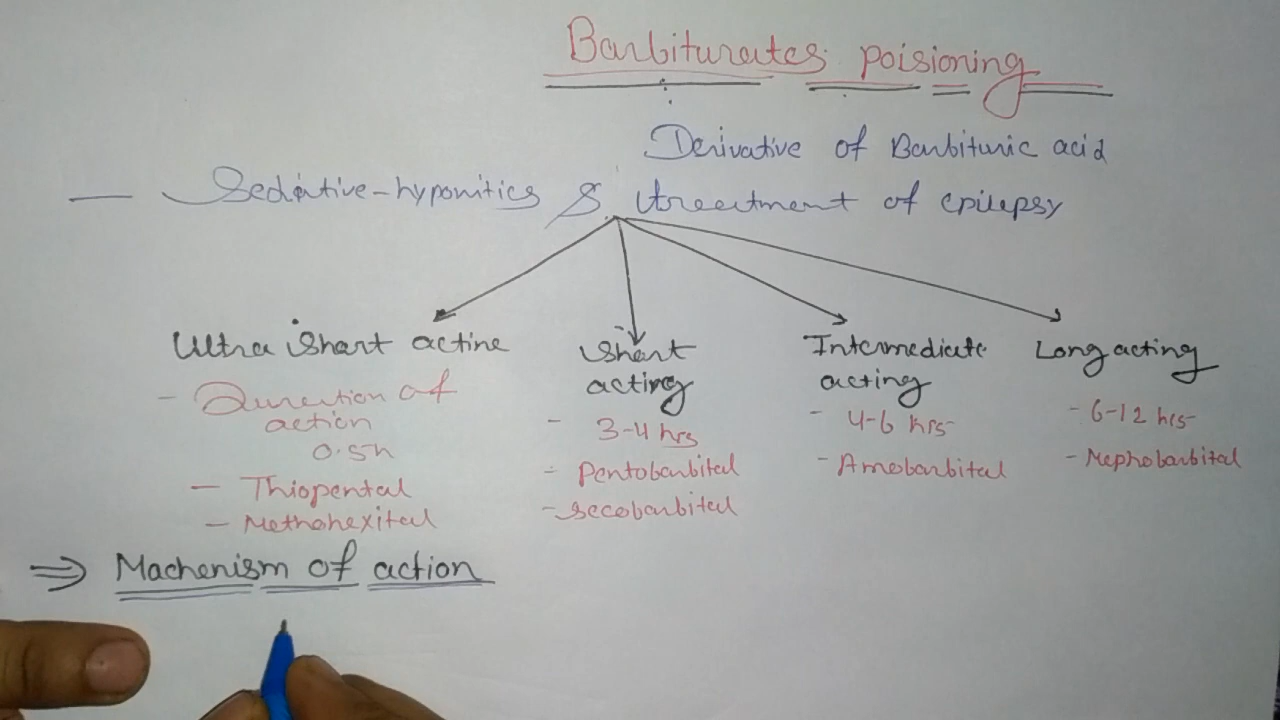 Barbiturates poisioning
Derivative of Barbituric acid
— Sedative-hyponitics & treatment of epilepsy
Ultra short actine
- Duration of
action
0.5h
- Thiopental
- Methohexital
Short
acting
- 3-4 hrs
- Pentobarbital
- secobarbital
Intermediate
acting
- 4-6 hrs
- Amobarbital
Long acting
- 6-12 hrs
- Mephobarbital
⇒ Machenism of action